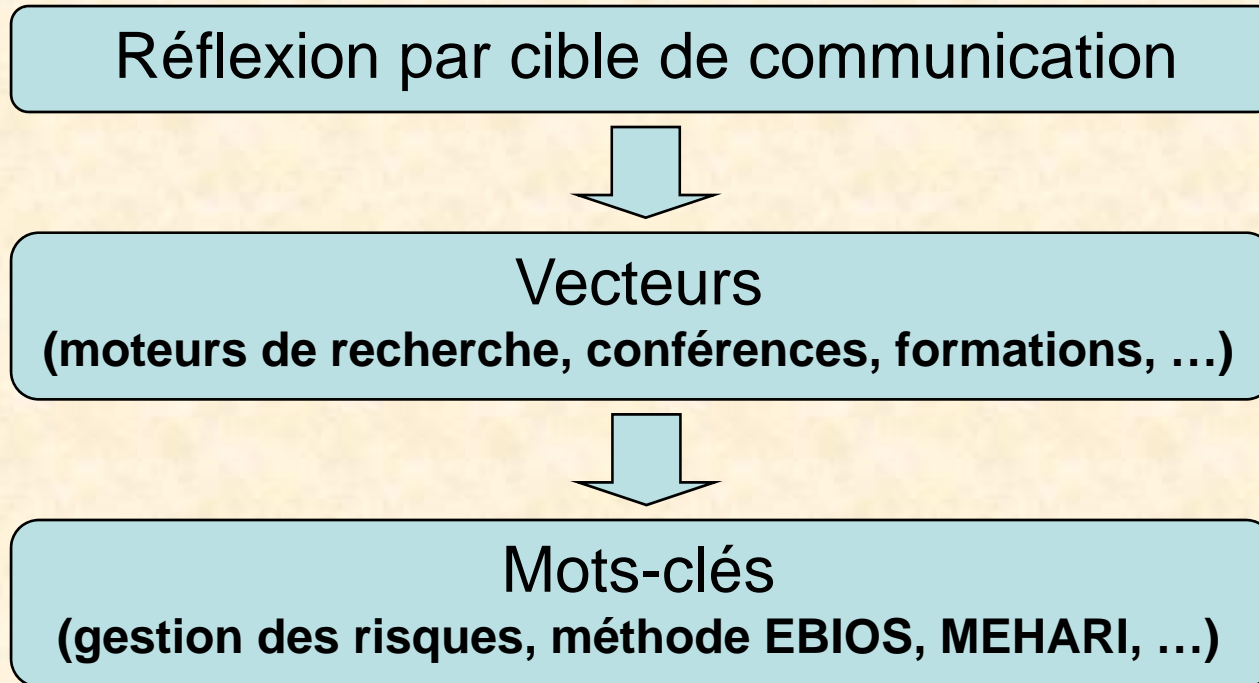 Réflexion par cible de communication
Vecteurs
(moteurs de recherche, conférences, formations, …)
Mots-clés
(gestion des risques, méthode EBIOS, MEHARI, …)